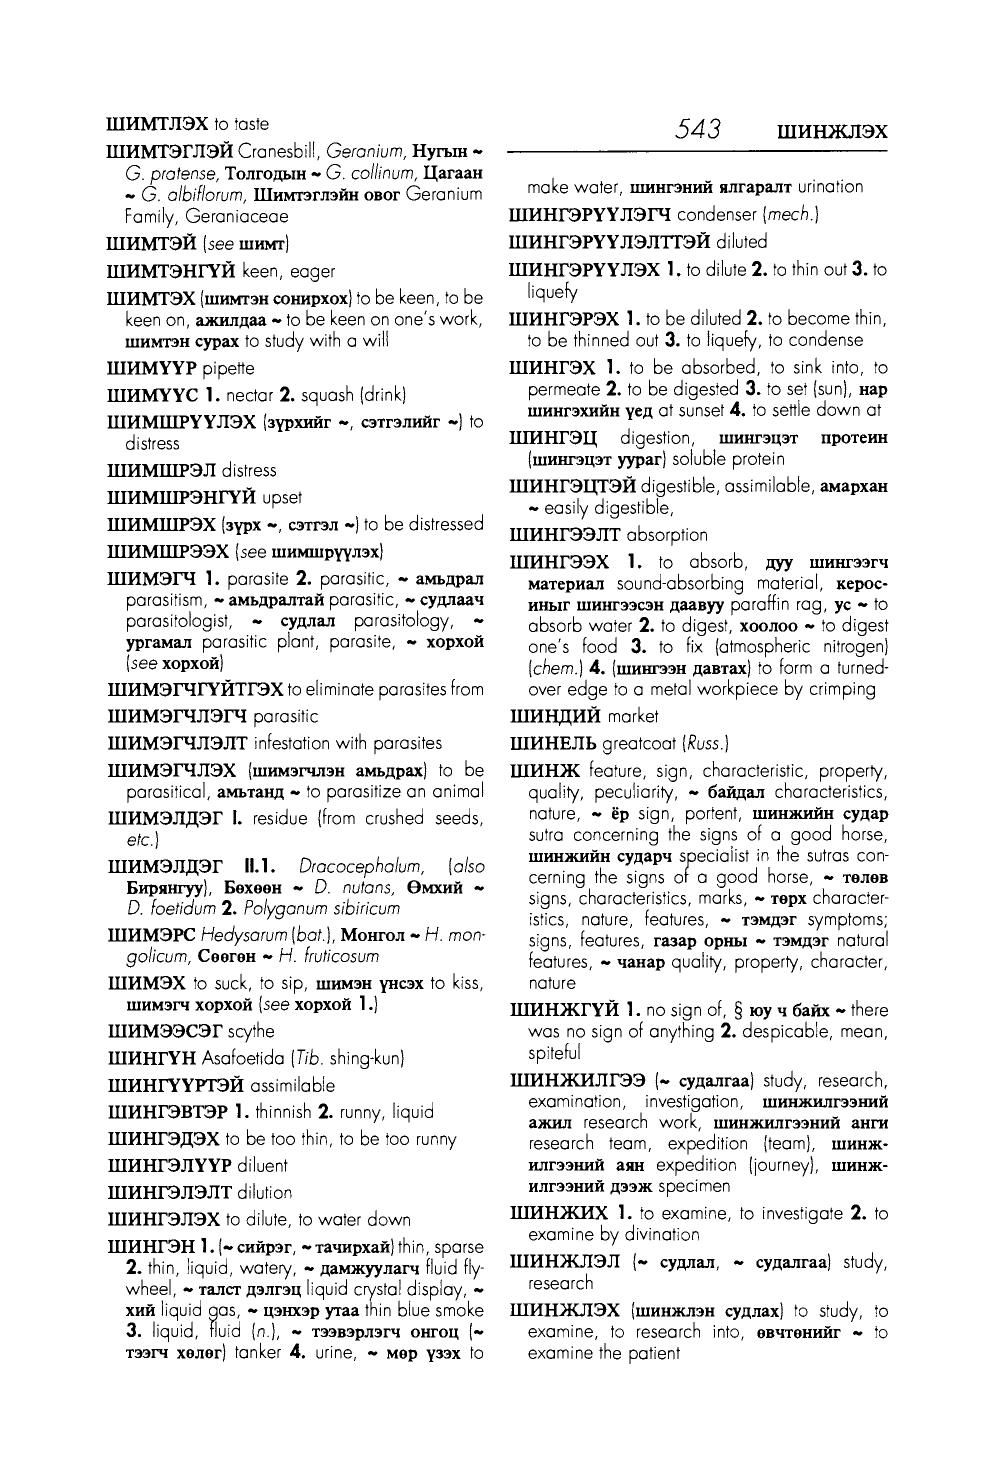 ШИМТЛЭХ to taste
ШИМТЭГЛЭЙ Cranesbill, Geranium, Нугын ~
G. pratense, Толгодын ~ G. collinum, Цагаан
~ G. albiflorum, Шимтэглэйн овог Geranium
Family, Geraniaceae
ШИМТЭЙ (see шимт)
ШИМТЭНГҮЙ keen, eager
ШИМТЭХ (шимтэн сонирхох) to be keen, to be
keen on, ажилдаа ~ to be keen on one's work,
шимтэн сурах to study with a will
ШИМҮҮР pipette
ШИМҮҮС 1. nectar 2. squash (drink)
ШИМШРҮҮЛЭХ (зүрхийг ~, сэтгэлийг ~) to
distress
ШИМШРЭЛ distress
ШИМШРЭНГҮЙ upset
ШИМШРЭХ (зүрх ~, сэтгэл ~) to be distressed
ШИМШРЭЭХ (see шимшрүүлэх)
ШИМЭГЧ 1. parasite 2. parasitic, ~ амьдрал
parasitism, ~ амьдралтай parasitic, ~ судлаач
parasitologist, ~ судлал parasitology, ~
ургамал parasitic plant, parasite, ~ хорхой
(see хорхой)
ШИМЭГЧГҮЙТГЭХ to eliminate parasites from
ШИМЭГЧЛЭГЧ parasitic
ШИМЭГЧЛЭЛТ infestation with parasites
ШИМЭГЧЛЭХ (шимэгчлэн амьдрах) to be
parasitical, амьтанд ~ to parasitize an animal
ШИМЭЛДЭГ I. residue (from crushed seeds,
etc.)
ШИМЭЛДЭГ II.1. Dracocephalum, (also
Бирянгуу), Бөхөөн ~ D. nutans, Өмхий ~
D. foetidum 2. Polyganum sibiricum
ШИМЭРС Hedysarum (bot.), Монгол ~ H. mon-
golicum, Сөөгөн ~ H. fruticosum
ШИМЭХ to suck, to sip, шимэн үнсэх to kiss,
шимэгч хорхой (see хорхой 1.)
ШИМЭЭСЭГ scythe
ШИНГҮН Asafoetida (Tib. shing-kun)
ШИНГҮҮРТЭЙ assimilable
ШИНГЭВТЭР 1. thinnish 2. runny, liquid
ШИНГЭДЭХ to be too thin, to be too runny
ШИНГЭЛҮҮР diluent
ШИНГЭЛЭЛТ dilution
ШИНГЭЛЭХ to dilute, to water down
ШИНГЭН 1. (~ сийрэг, ~ тачирхай) thin, sparse
2. thin, liquid, watery, ~ дамжуулагч fluid fly-
wheel, ~ талст дэлгэц liquid crystal display, ~
хий liquid gas, ~ цэнхэр утаа thin blue smoke
3. liquid, fluid (n.), ~ тээвэрлэгч онгоц (~
тээгч хөлөг) tanker 4. urine, ~ мөр үзэх to
543 ШИНЖЛЭХ
make water, шингэний ялгаралт urination
ШИНГЭРҮҮЛЭГЧ condenser (mech.)
ШИНГЭРҮҮЛЭЛТТЭЙ diluted
ШИНГЭРҮҮЛЭХ 1. to dilute 2. to thin out 3. to
liquefy
ШИНГЭРЭХ 1. to be diluted 2. to become thin,
to be thinned out 3. to liquefy, to condense
ШИНГЭХ 1. to be absorbed, to sink into, to
permeate 2. to be digested 3. to set (sun), нар
шингэхийн үед at sunset 4. to settle down at
ШИНГЭЦ digestion, шингэцэт протеин
(шингэцэт уураг) soluble protein
ШИНГЭЦТЭЙ digestible, assimilable, амархан
~ easily digestible,
ШИНГЭЭЛТ absorption
ШИНГЭЭХ 1. to absorb, дуу шингээгч
материал sound-absorbing material, керос-
иныг шингээсэн даавуу paraffin rag, ус ~ to
absorb water 2. to digest, хоолоо ~ to digest
one's food 3. to fix (atmospheric nitrogen)
(chem.) 4. (шингээн давтах) to form a turned-
over edge to a metal workpiece by crimping
ШИНДИЙ market
ШИНЕЛЬ greatcoat (Russ.)
ШИНЖ feature, sign, characteristic, property,
quality, peculiarity, ~ байдал characteristics,
nature, ~ ёр sign, portent, шинжийн судар
sutra concerning the signs of a good horse,
шинжийн сударч specialist in the sutras con-
cerning the signs of a good horse, ~ төлөв
signs, characteristics, marks, ~ төрх character-
istics, nature, features, ~ тэмдэг symptoms;
signs, features, газар орны ~ тэмдэг natural
features, ~ чанар quality, property, character,
nature
ШИНЖГҮЙ 1. no sign of, § юу ч байх ~ there
was no sign of anything 2. despicable, mean,
spiteful
ШИНЖИЛГЭЭ (~ судалгаа) study, research,
examination, investigation, шинжилгээний
ажил research work, шинжилгээний анги
research team, expedition (team), шинж-
илгээний аян expedition (journey), шинж-
илгээний дээж specimen
ШИНЖИХ 1. to examine, to investigate 2. to
examine by divination
ШИНЖЛЭЛ (~ судлал, ~ судалгаа) study,
research
ШИНЖЛЭХ (шинжлэн судлах) to study, to
examine, to research into, өвчтөнийг ~ to
examine the patient